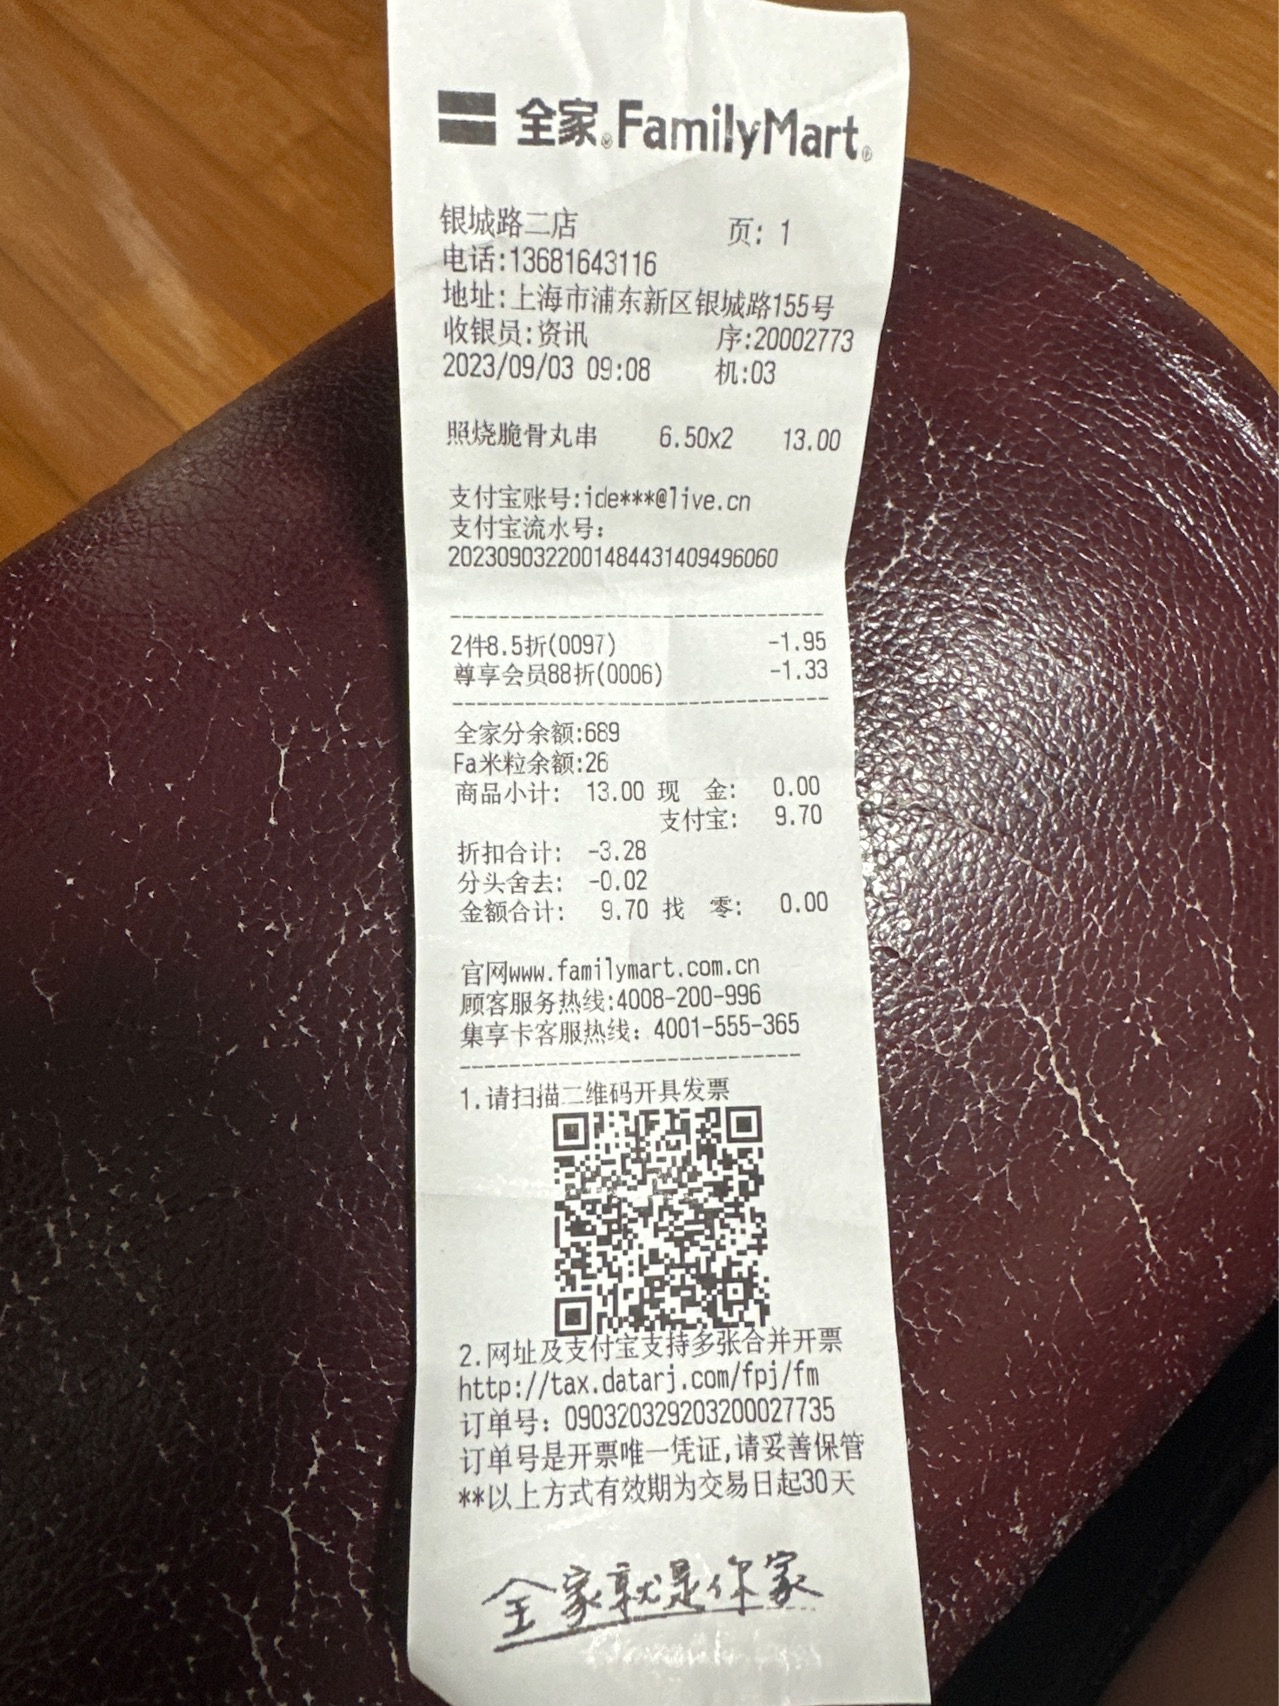 全家 FamilyMart
银城路二店 页: 1
电话:13681643116
地址:上海市浦东新区银城路155号
收银员:资讯 序:20002773
2023/09/03 09:08 机:03
照烧脆骨丸串 6.50x2 13.00
支付宝账号:ide***@live.cn
支付宝流水号:
2023090322001484431409496060
2件8.5折(0097) -1.95
尊享会员88折(0006) -1.33
全家分余额:689
Fa米粒余额:26
商品小计: 13.00 现 金: 0.00
支付宝: 9.70
折扣合计: -3.28
分头舍去: -0.02
金额合计: 9.70 找 零: 0.00
官网www.familymart.com.cn
顾客服务热线:4008-200-996
集享卡客服热线: 4001-555-365
1.请扫描二维码开具发票
2.网址及支付宝支持多张合并开票
http://tax.datarj.com/fpj/fm
订单号: 090320329203200027735
订单号是开票唯一凭证,请妥善保管
**以上方式有效期为交易日起30天
全家就是你家